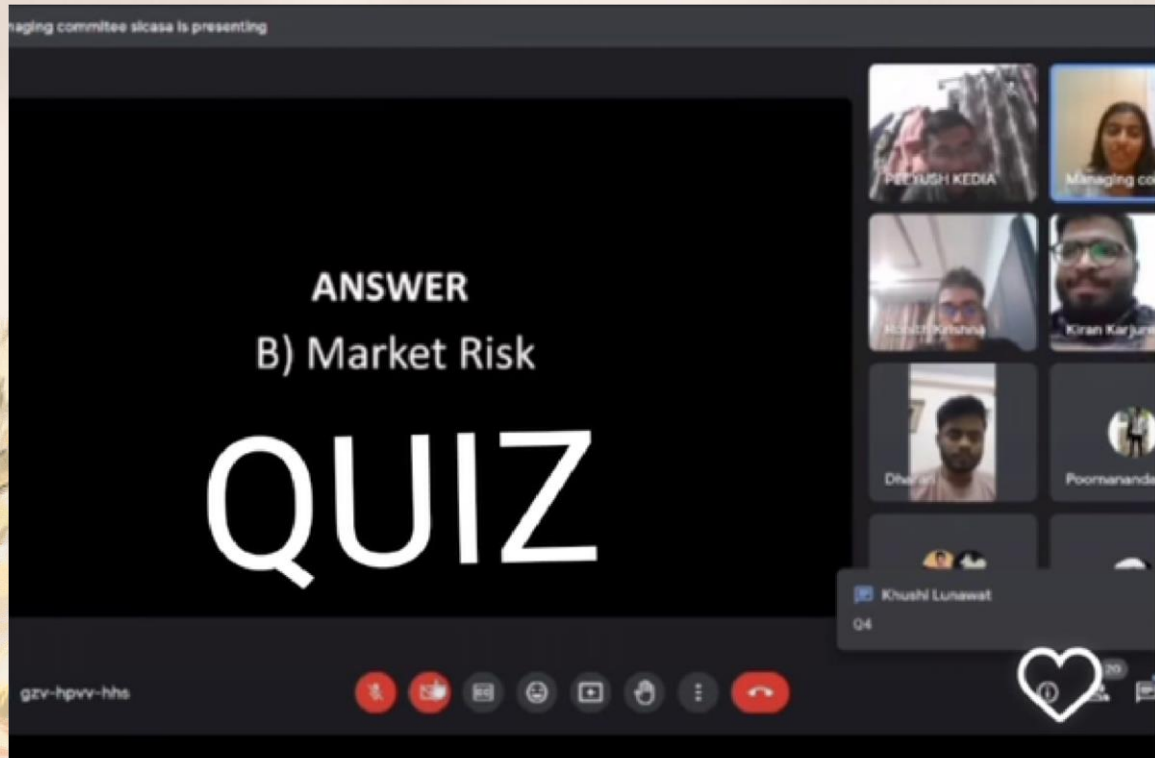 naging commitee sicasa is presenting
ANSWER
B) Market Risk
QUIZ
PEEYUSH KEDIA
Managing co
Krishna
Kiran Karjun
Poornananda
Khushi Lunawat
Q4
gzv-hpvv-hhs
20